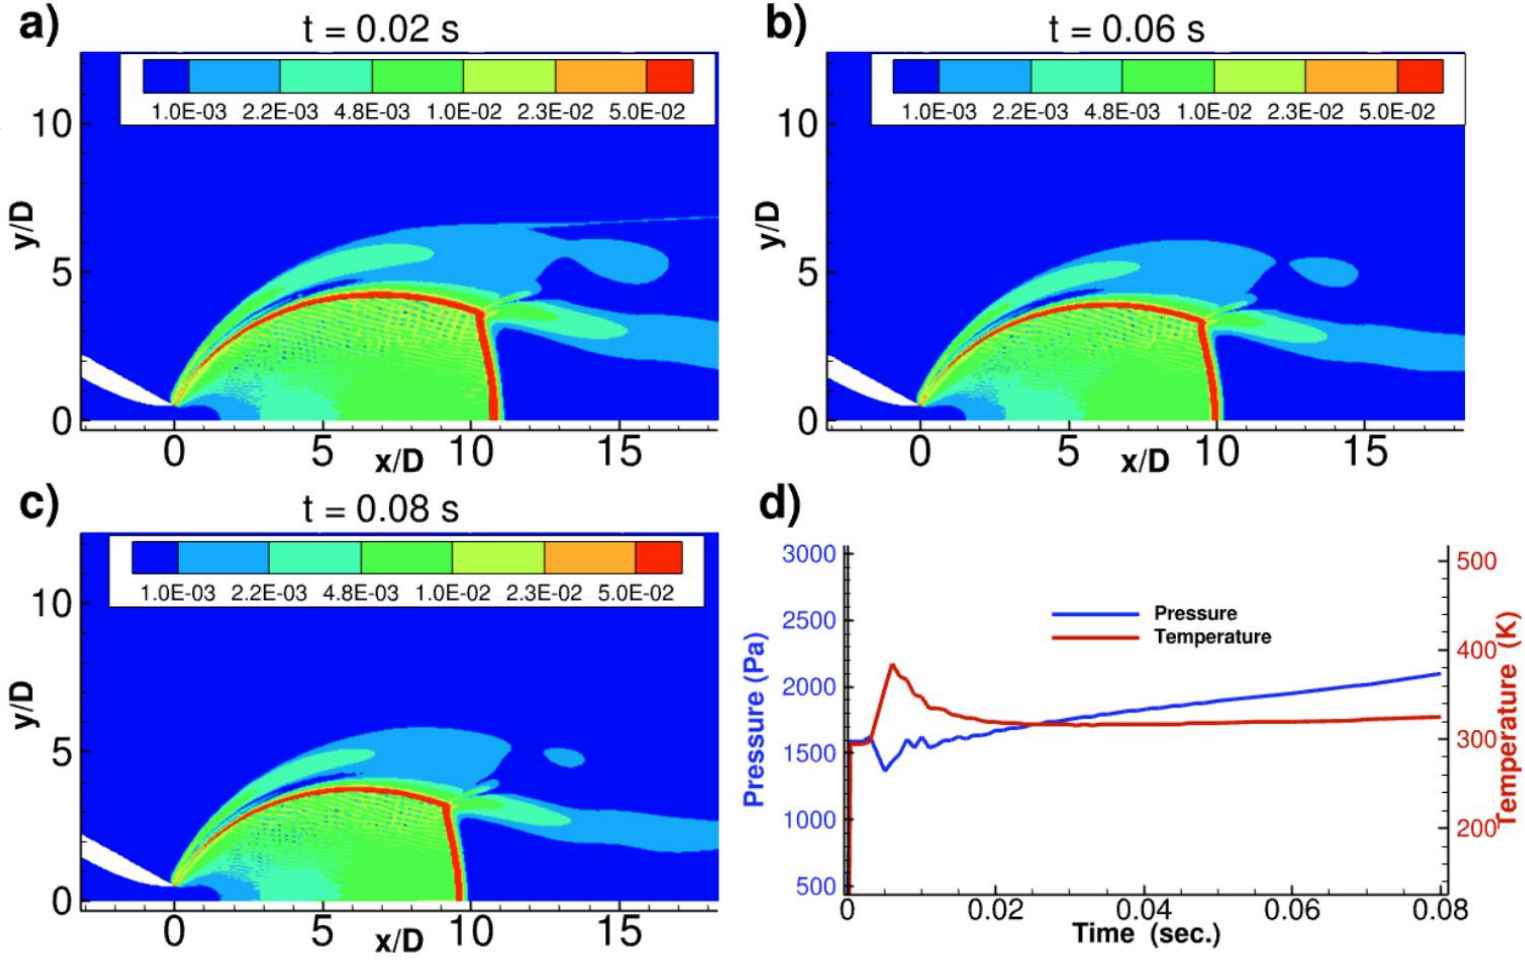 a)
t = 0.02 s
1.0E-03 2.2E-03 4.8E-03 1.0E-02 2.3E-02 5.0E-02
10
5
0
y/D
0 5 10 15
x/D
b)
t = 0.06 s
1.0E-03 2.2E-03 4.8E-03 1.0E-02 2.3E-02 5.0E-02
10
5
0
y/D
0 5 10 15
x/D
c)
t = 0.08 s
1.0E-03 2.2E-03 4.8E-03 1.0E-02 2.3E-02 5.0E-02
10
5
0
y/D
0 5 10 15
x/D
d)
3000
2500
2000
1500
1000
500
Pressure (Pa)
Pressure
Temperature
500
400
300
200
Temperature (K)
0 0.02 0.04 0.06 0.08
Time (sec.)